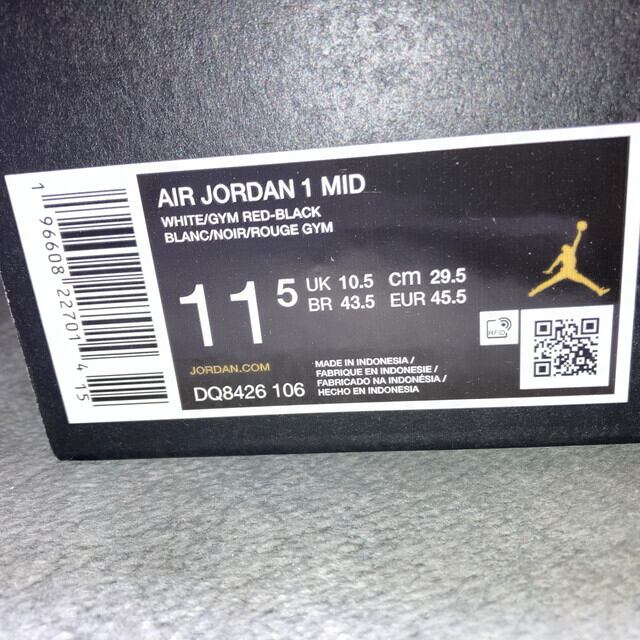 AIR JORDAN 1 MID
WHITE/GYM RED-BLACK
BLANC/NOIR/ROUGE GYM
11 5
UK 10.5 CM 29.5
BR 43.5 EUR 45.5
RFID
JORDAN.COM
DQ8426 106
MADE IN INDONESIA/
FABRIQUE EN INDONESIE/
FABRICADO NA INDONÉSIA/
HECHO EN INDONESIA
1 96608 22701 4 15